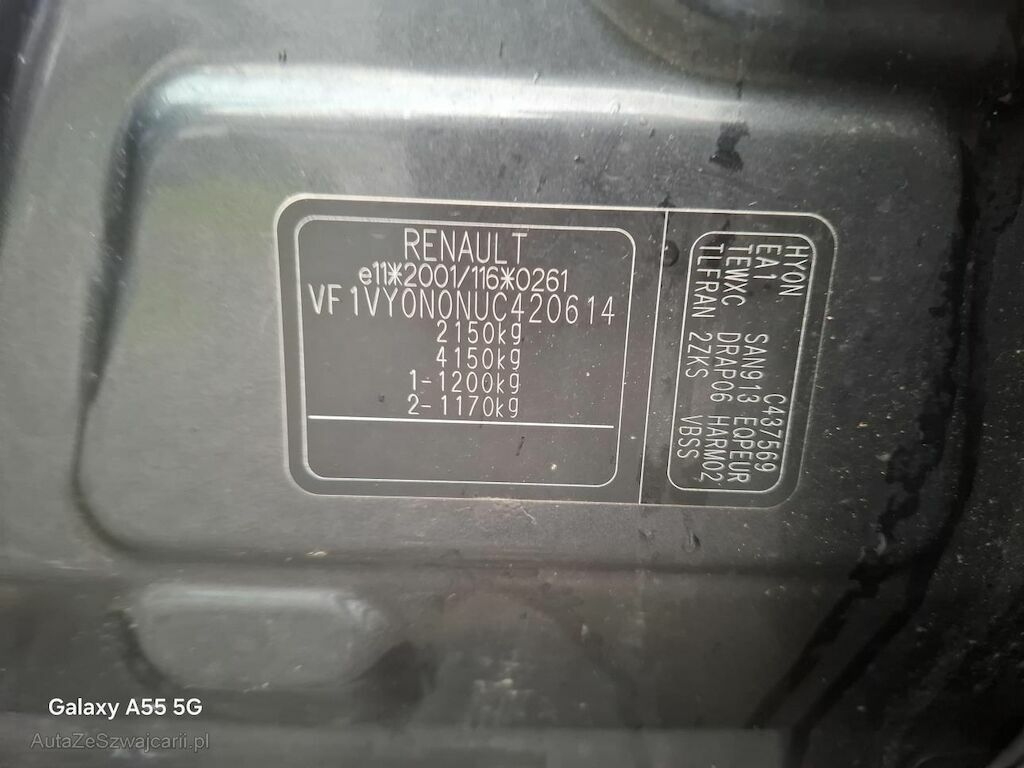 RENAULT
e11*2001/116*0261
VF1VY0N0NUC420614
2150kg
4150kg
1-1200kg
2-1170kg
HYON C437569
EA1 SAN913 EQPEUR
TEWXC DRAP06 HARM02,
TLFRAN 2ZKS VBSS
Galaxy A55 5G
AutaZeSzwajcarii.pl